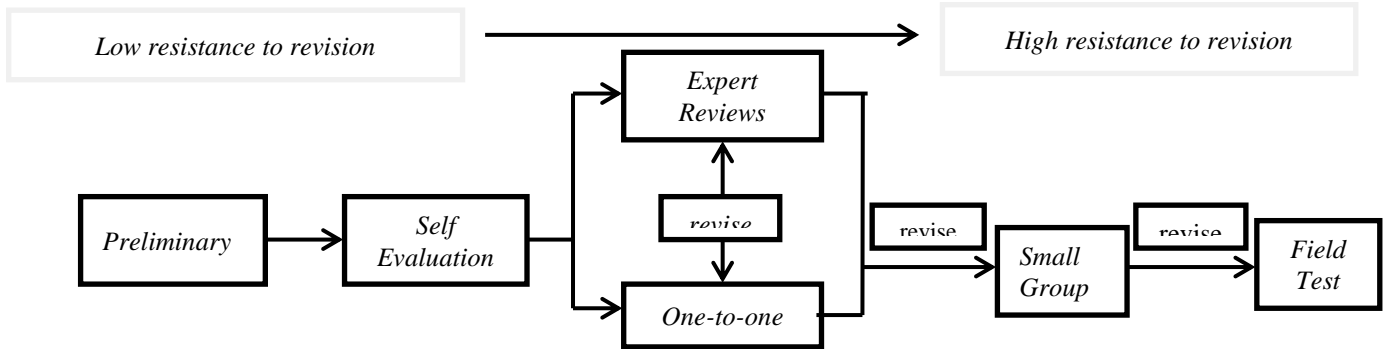 Low resistance to revision
High resistance to revision
Expert
Reviews
Preliminary
Self
Evaluation
revise
One-to-one
revise
Small
Group
revise
Field
Test